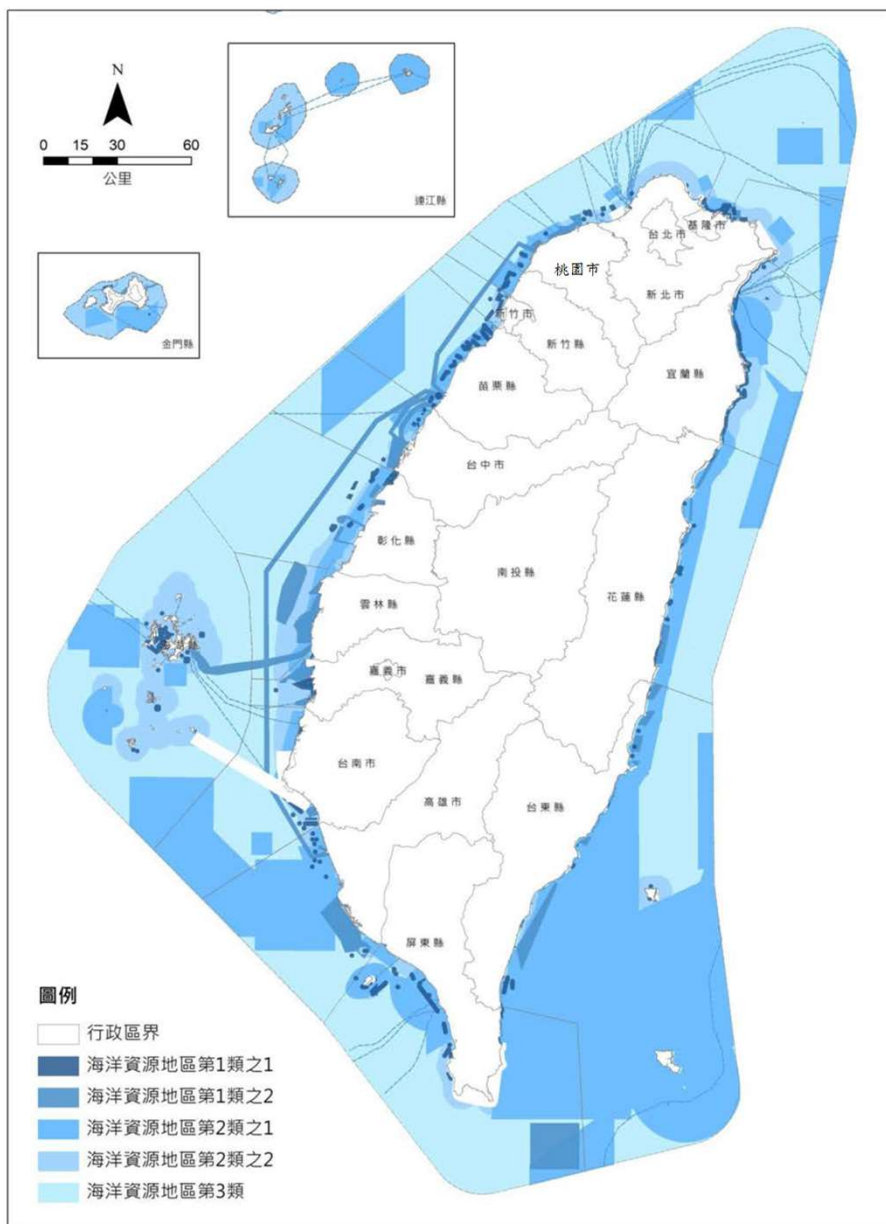 N
0 15 30 60
公里
連江縣
金門縣
基隆市
台北市
桃園市
新北市
新竹市
新竹縣
宜蘭縣
苗栗縣
台中市
彰化縣
南投縣
花蓮縣
雲林縣
嘉義市
嘉義縣
台南市
高雄市
台東縣
屏東縣
圖例
行政區界
海洋資源地區第1類之1
海洋資源地區第1類之2
海洋資源地區第2類之1
海洋資源地區第2類之2
海洋資源地區第3類